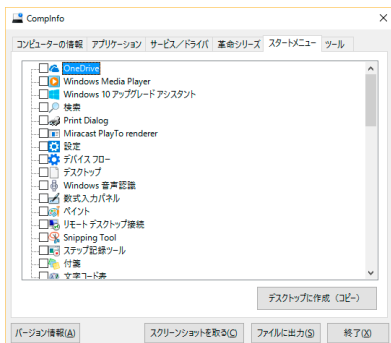 CompInfo
コンピューターの情報 アプリケーション サービス／ドライバ 革命シリーズ スタートメニュー ツール
OneDrive
Windows Media Player
Windows 10 アップグレード アシスタント
検索
Print Dialog
Miracast PlayTo renderer
設定
デバイス フロー
デスクトップ
Windows 音声認識
数式入力パネル
ペイント
リモート デスクトップ接続
Snipping Tool
ステップ記録ツール
付箋
文字コード表
デスクトップに作成（コピー）
バージョン情報(A) スクリーンショットを取る(C) ファイルに出力(S) 終了(X)